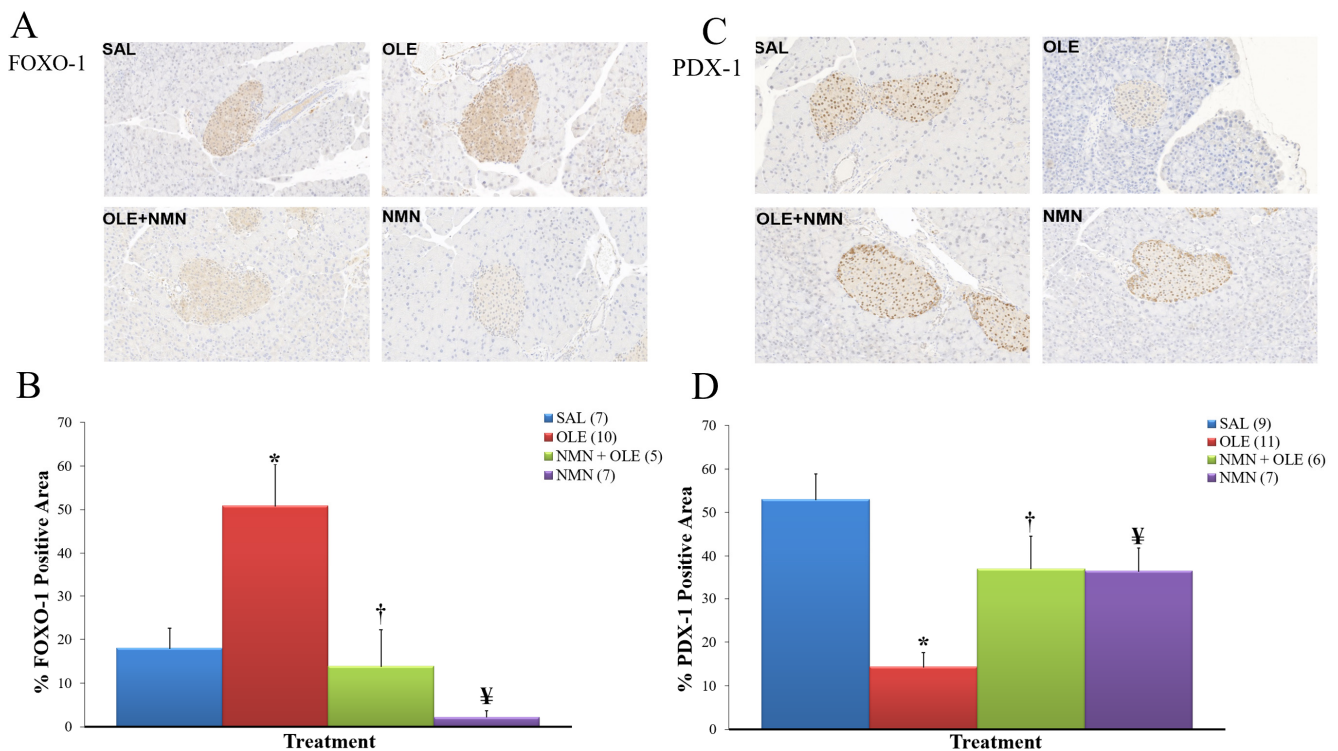 A
FOXO-1
SAL
OLE
OLE+NMN
NMN
C
PDX-1
SAL
OLE
OLE+NMN
NMN
B
% FOXO-1 Positive Area
70
60
50
40
30
20
10
0
*
†
¥
SAL (7)
OLE (10)
NMN + OLE (5)
NMN (7)
Treatment
D
% PDX-1 Positive Area
70
60
50
40
30
20
10
0
*
†
¥
SAL (9)
OLE (11)
NMN + OLE (6)
NMN (7)
Treatment